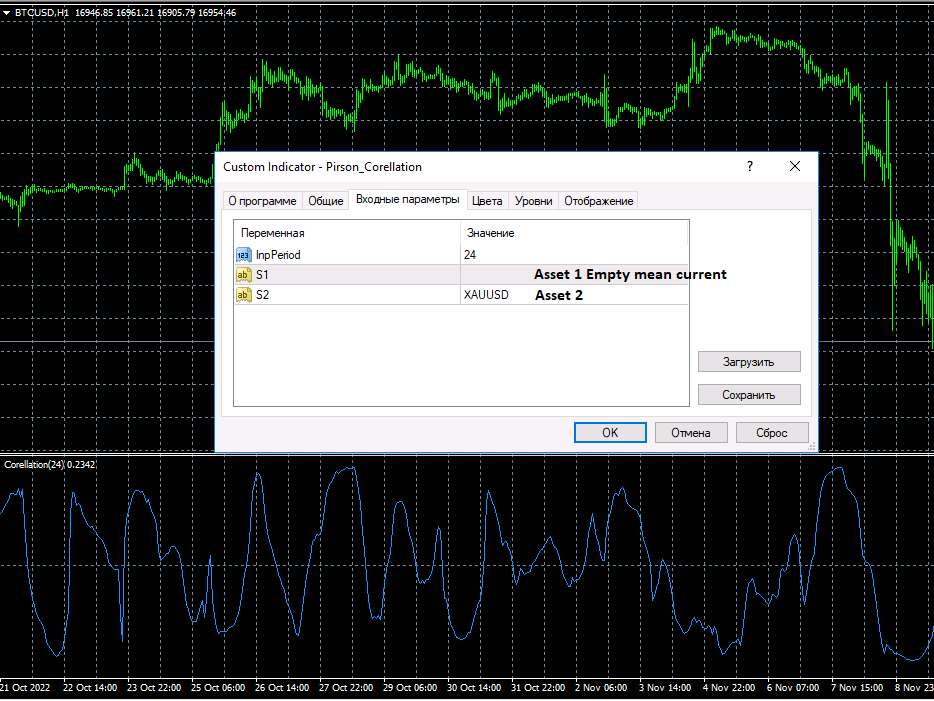 BTCUSD,H1 16946.85 16961.21 16905.79 16954.46
Custom Indicator - Pirson_Corellation
?
О программе Общие Входные параметры Цвета Уровни Отображение
Переменная Значение
123 InpPeriod 24
ab S1 Asset 1 Empty mean current
ab S2 XAUUSD Asset 2
Загрузить
Сохранить
OK Отмена Сброс
Corellation(24) 0.2342
21 Oct 2022 22 Oct 14:00 23 Oct 22:00 25 Oct 06:00 26 Oct 14:00 27 Oct 22:00 29 Oct 06:00 30 Oct 14:00 31 Oct 22:00 2 Nov 06:00 3 Nov 14:00 4 Nov 22:00 6 Nov 07:00 7 Nov 15:00 8 Nov 23